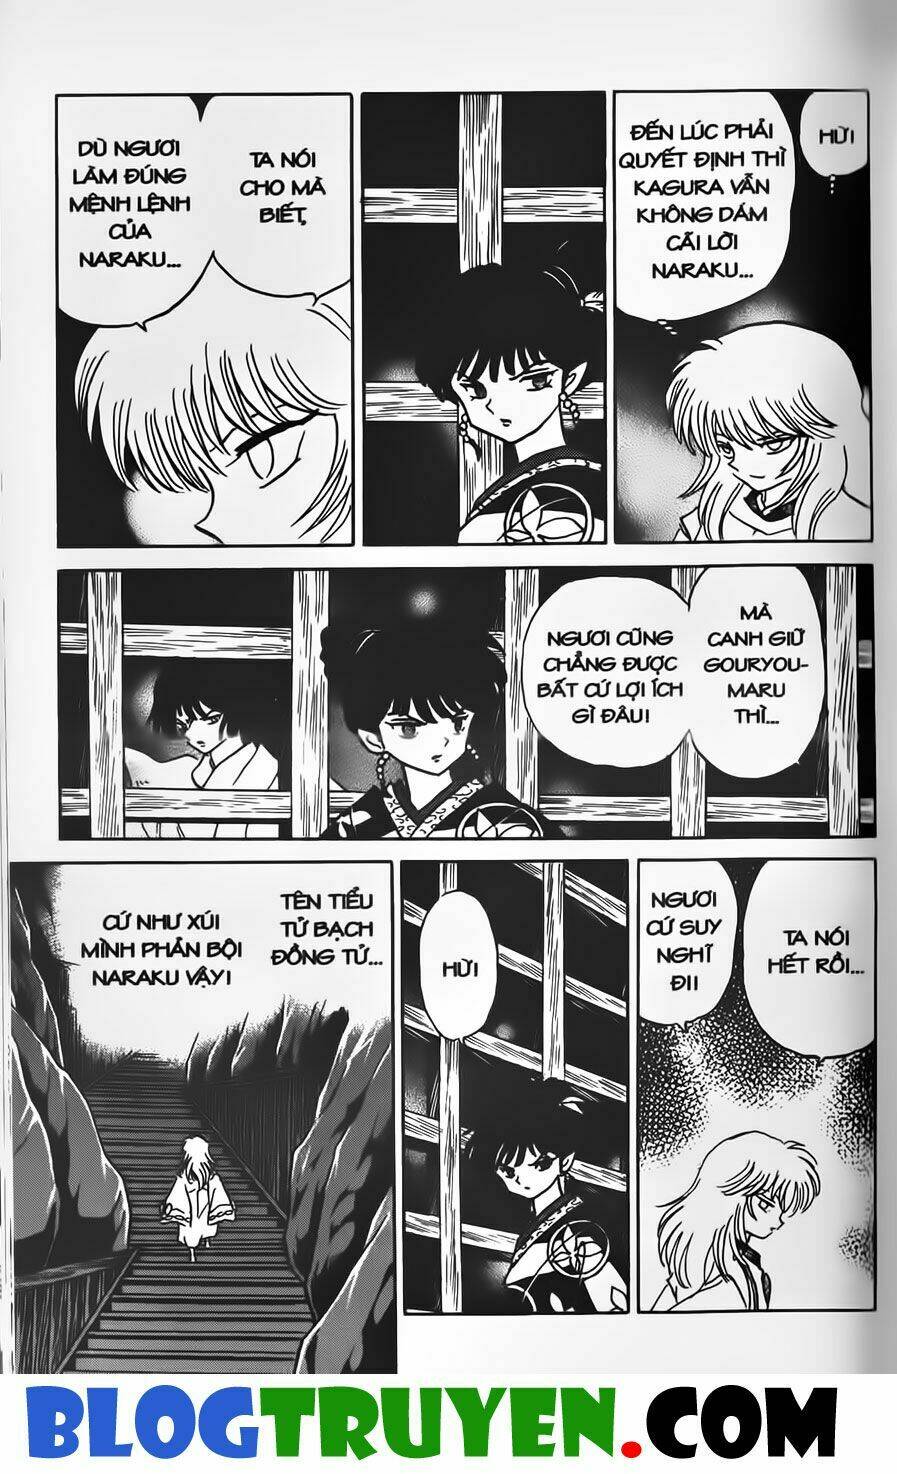 HỪ!
...
ĐẾN LÚC PHẢI
QUYẾT ĐỊNH THÌ
KAGURA VẪN
KHÔNG DÁM
CÃI LỜI
NARAKU...
TA NÓI
CHO MÀ
BIẾT,
DÙ NGƯƠI
LÀM ĐÚNG
MỆNH LỆNH
CỦA
NARAKU...
MÀ
CANH GIỮ
GOURYOU-
MARU
THÌ...
NGƯƠI CŨNG
CHẲNG ĐƯỢC
BẤT CỨ LỢI ÍCH
GÌ ĐÂU!
TA NÓI
HẾT RỒI...
NGƯƠI
CỨ SUY
NGHĨ
ĐI!
HỪ!
TÊN TIỂU
TỬ BẠCH
ĐỒNG TỬ...
CỨ NHƯ XÚI
MÌNH PHẢN BỘI
NARAKU VẬY!
BLOGTRUYEN.COM